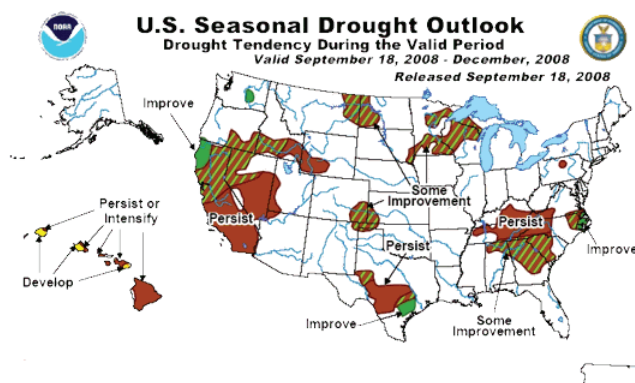 NOAA
U.S. Seasonal Drought Outlook
Drought Tendency During the Valid Period
Valid September 18, 2008 - December, 2008
Released September 18, 2008
Improve
Persist or
Intensify
Develop
Persist
Some
Improvement
Persist
Persist
Improve
Improve
Some
Improvement